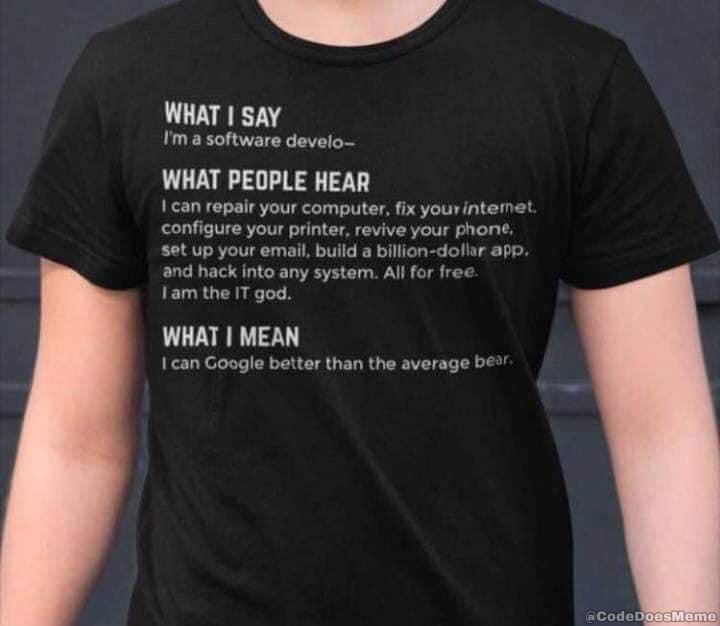 WHAT I SAY
I'm a software develo–
WHAT PEOPLE HEAR
I can repair your computer, fix your internet,
configure your printer, revive your phone,
set up your email, build a billion-dollar app,
and hack into any system. All for free.
I am the IT god.
WHAT I MEAN
I can Google better than the average bear.
@CodeDoesMeme